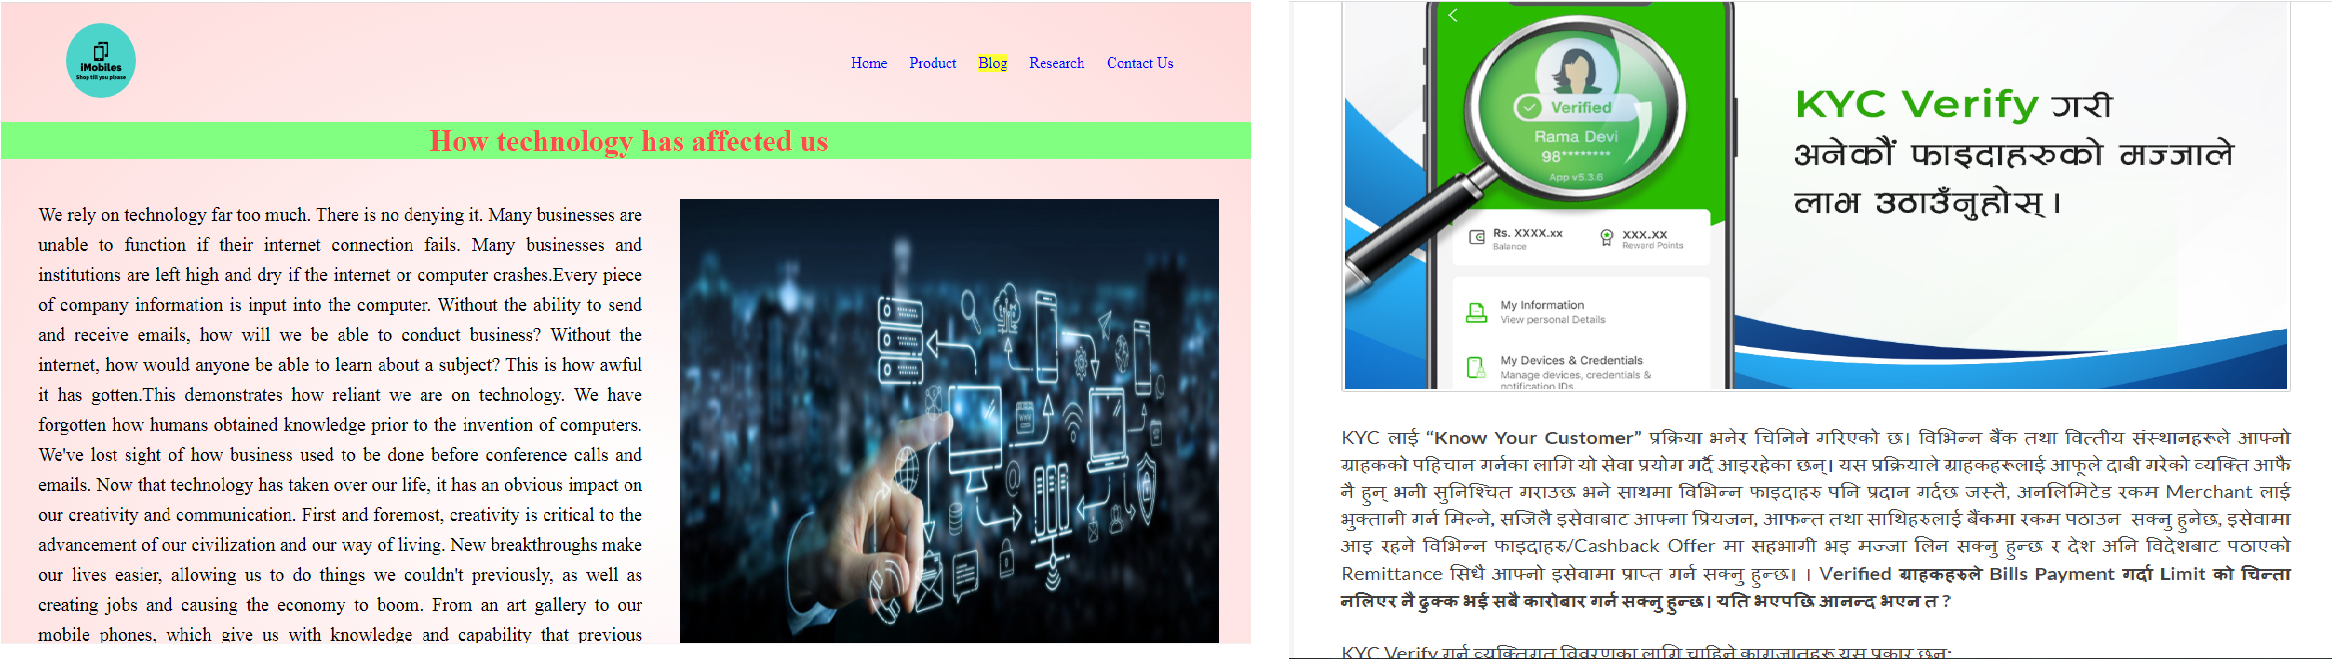 iMobiles
Shop till you please
Home Product Blog Research Contact Us
How technology has affected us
We rely on technology far too much. There is no denying it. Many businesses are
unable to function if their internet connection fails. Many businesses and
institutions are left high and dry if the internet or computer crashes.Every piece
of company information is input into the computer. Without the ability to send
and receive emails, how will we be able to conduct business? Without the
internet, how would anyone be able to learn about a subject? This is how awful
it has gotten.This demonstrates how reliant we are on technology. We have
forgotten how humans obtained knowledge prior to the invention of computers.
We've lost sight of how business used to be done before conference calls and
emails. Now that technology has taken over our life, it has an obvious impact on
our creativity and communication. First and foremost, creativity is critical to the
advancement of our civilization and our way of living. New breakthroughs make
our lives easier, allowing us to do things we couldn't previously, as well as
creating jobs and causing the economy to boom. From an art gallery to our
mobile phones, which give us with knowledge and capability that previous
WWW
Verified
Rama Devi
98********
App v5.3.6
Rs. XXXX.xx
Balance
XXX.XX
Reward Points
My Information
View personal Details
My Devices & Credentials
Manage devices, credentials &
notification IDs
KYC Verify गरी
अनेकौं फाइदाहरुको मज्जाले
लाभ उठाउँनुहोस् ।
KYC लाई “Know Your Customer” प्रक्रिया भनेर चिनिने गरिएको छ। विभिन्न बैंक तथा वित्तीय संस्थानहरूले आफ्नो
ग्राहकको पहिचान गर्नका लागि यो सेवा प्रयोग गर्दै आइरहेका छन्। यस प्रक्रियाले ग्राहकहरूलाई आफूले दाबी गरेको व्यक्ति आफै
नै हुन् भनी सुनिश्चित गराउछ भने साथमा विभिन्न फाइदाहरु पनि प्रदान गर्दछ जस्तै, अनलिमिटेड रकम Merchant लाई
भुक्तानी गर्न मिल्ने, सजिलै इसेवाबाट आफ्ना प्रियजन, आफन्त तथा साथिहरुलाई बैंकमा रकम पठाउन सक्नु हुनेछ, इसेवामा
आइ रहने विभिन्न फाइदाहरु/Cashback Offer मा सहभागी भइ मज्जा लिन सक्नु हुन्छ र देश अनि विदेशबाट पठाएको
Remittance सिधै आफ्नो इसेवामा प्राप्त गर्न सक्नु हुन्छ। । Verified ग्राहकहरुले Bills Payment गर्दा Limit को चिन्ता
नलिएर नै ढुक्क भई सबै कारोबार गर्न सक्नु हुन्छ। यति भएपछि आनन्द भएन त ?
KYC Verify गर्न व्यक्तिगत विवरणका लागि चाहिने कागजातहरू यस प्रकार छन्: